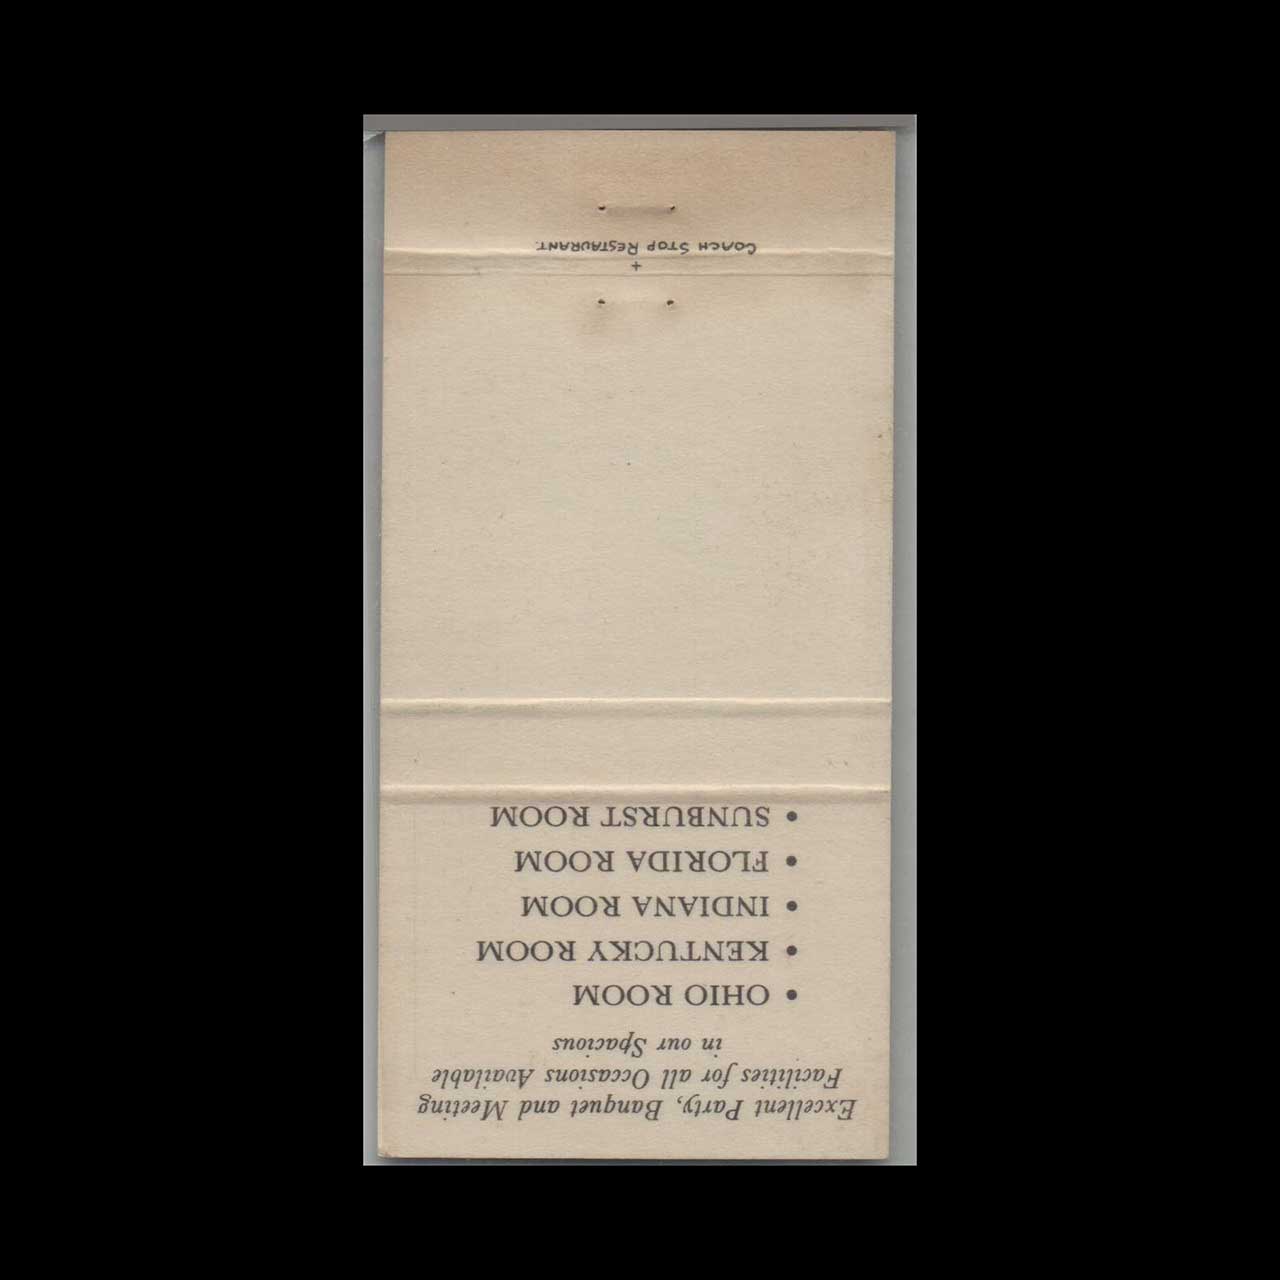 Excellent Party, Banquet and Meeting
Facilities for all Occasions Available
in our Spacious
• OHIO ROOM
• KENTUCKY ROOM
• INDIANA ROOM
• FLORIDA ROOM
• SUNBURST ROOM
+
COACH STOP RESTAURANT.